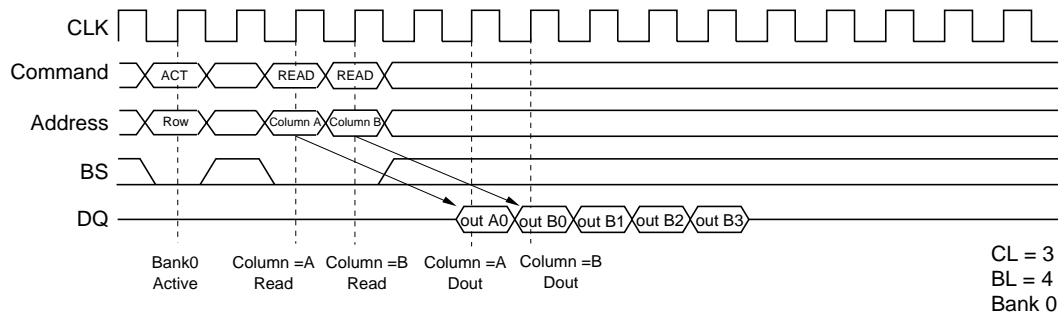 CLK
Command ACT READ READ
Address Row Column A Column B
BS
DQ out A0 out B0 out B1 out B2 out B3
Bank0 Column =A Column =B Column =A Column =B
Active Read Read Dout Dout
CL = 3
BL = 4
Bank 0